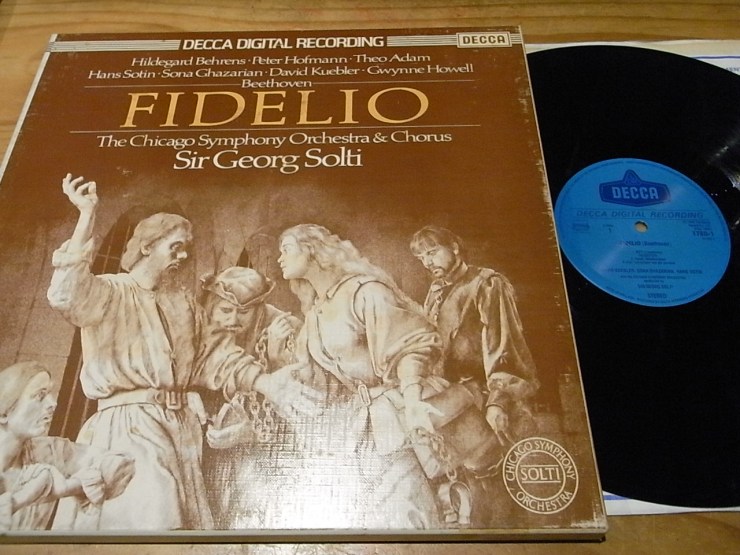 DECCA DIGITAL RECORDING
DECCA
Hildegard Behrens · Peter Hofmann · Theo Adam
Hans Sotin · Sona Ghazarian · David Kuebler · Gwynne Howell
Beethoven
FIDELIO
The Chicago Symphony Orchestra & Chorus
Sir Georg Solti
CHICAGO SYMPHONY
SOLTI
ORCHESTRA
DECCA
DECCA DIGITAL RECORDING